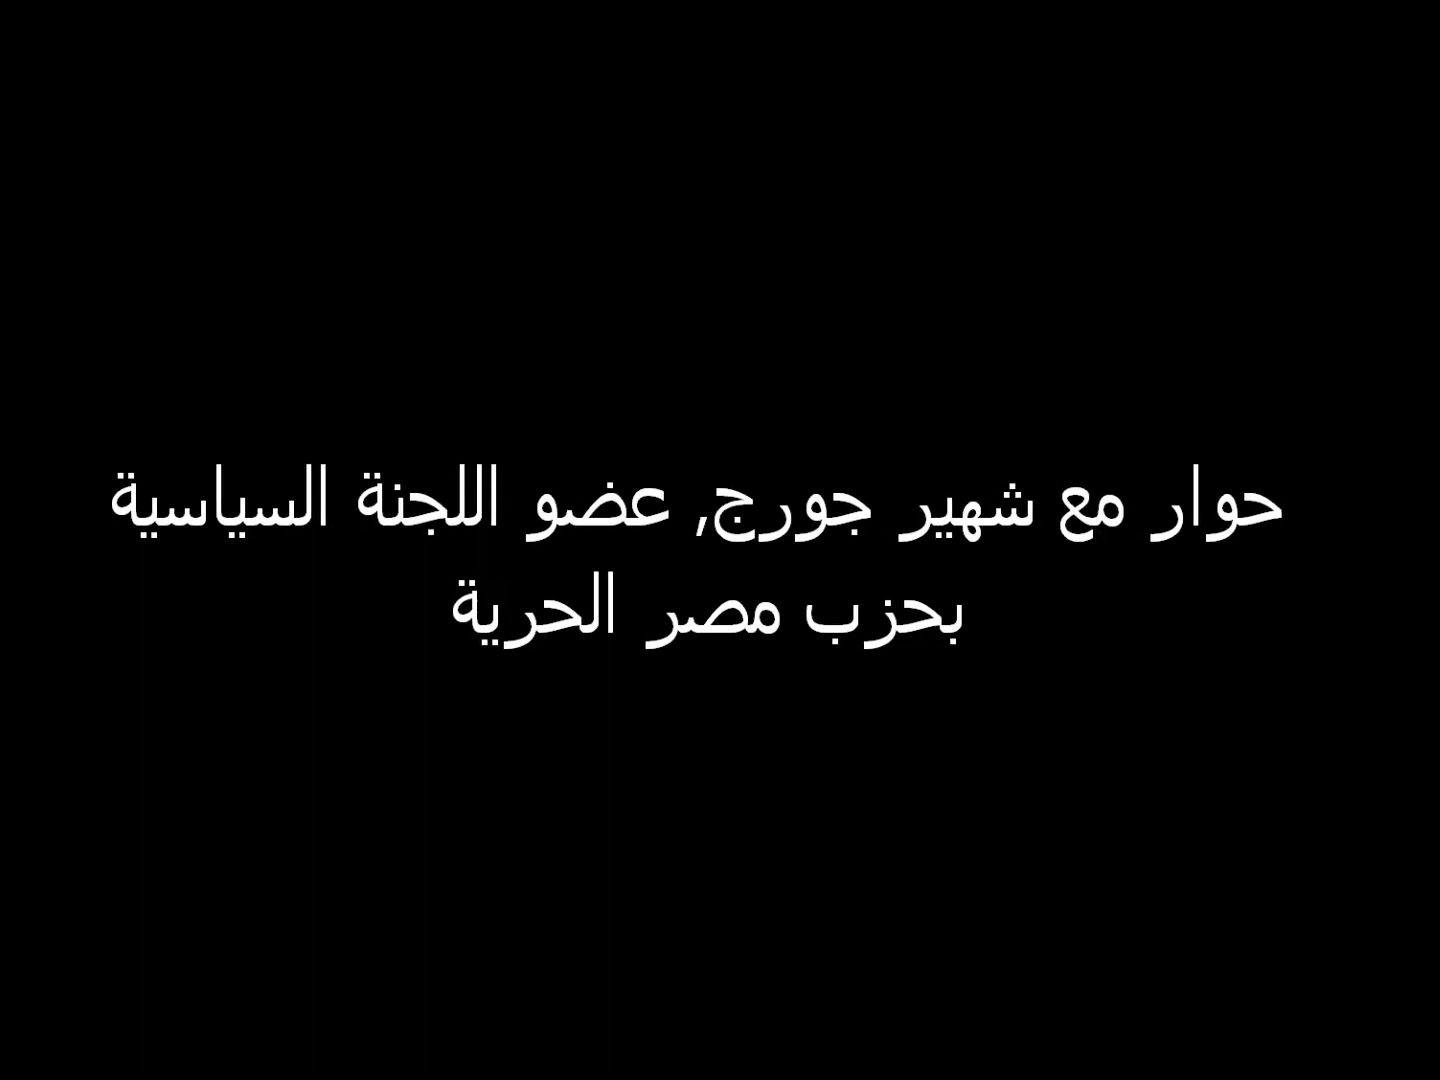 حوار مع شهير جورج, عضو اللجنة السياسية
بحزب مصر الحرية